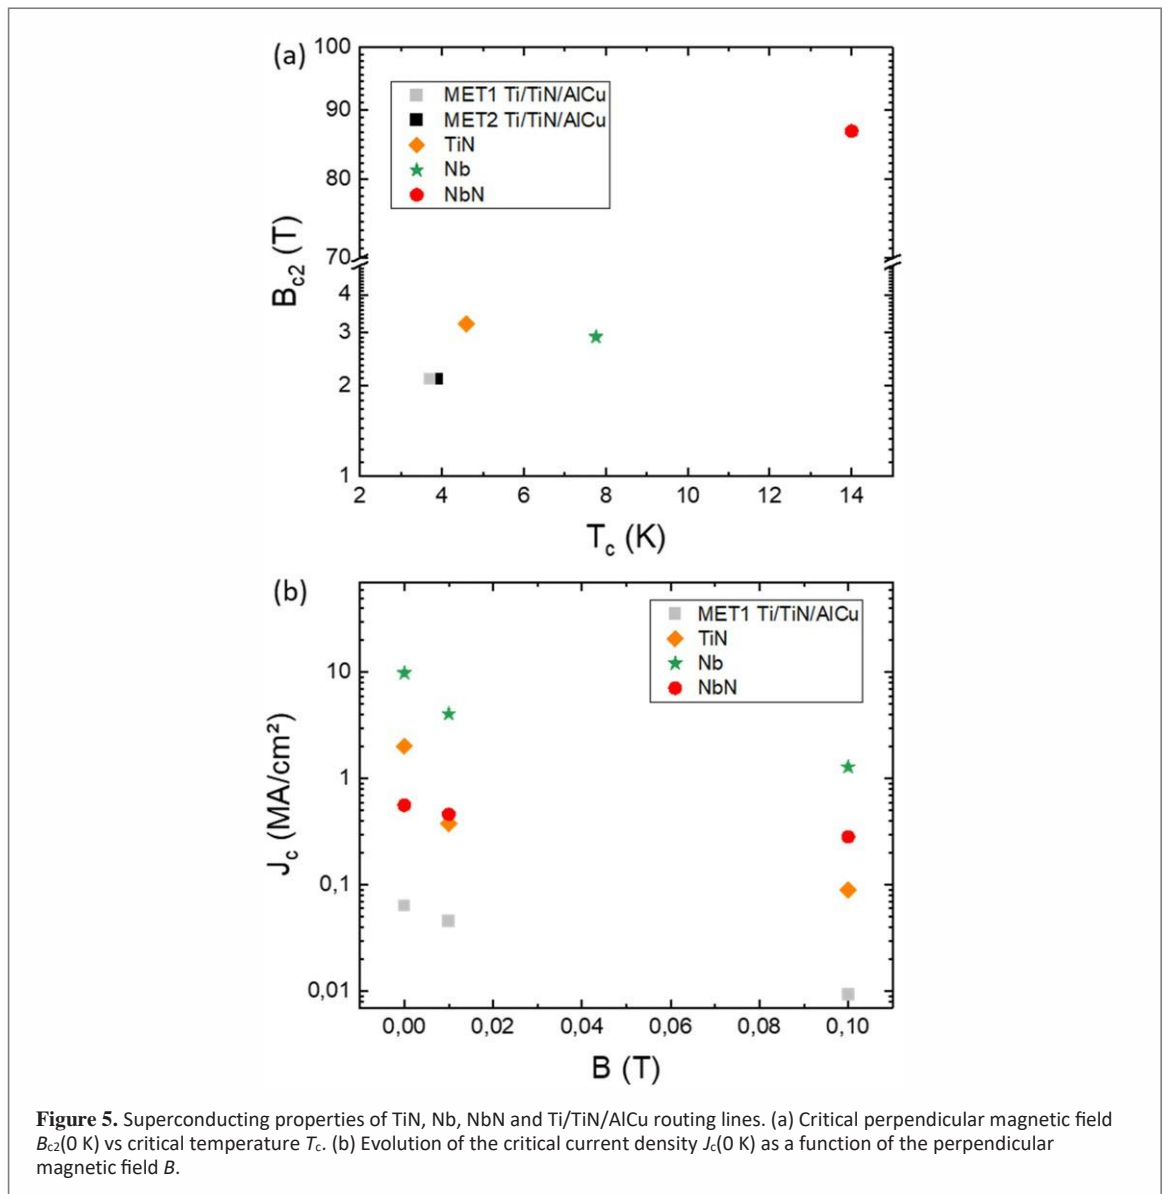 (a)
100
90
80
70
4
3
2
1
B_c2 (T)
MET1 Ti/TiN/AlCu
MET2 Ti/TiN/AlCu
TiN
Nb
NbN
2 4 6 8 10 12 14
T_c (K)
(b)
10
1
0,1
0,01
J_c (MA/cm²)
MET1 Ti/TiN/AlCu
TiN
Nb
NbN
0,00 0,02 0,04 0,06 0,08 0,10
B (T)
Figure 5. Superconducting properties of TiN, Nb, NbN and Ti/TiN/AlCu routing lines. (a) Critical perpendicular magnetic field
B_c2(0 K) vs critical temperature T_c. (b) Evolution of the critical current density J_c(0 K) as a function of the perpendicular
magnetic field B.